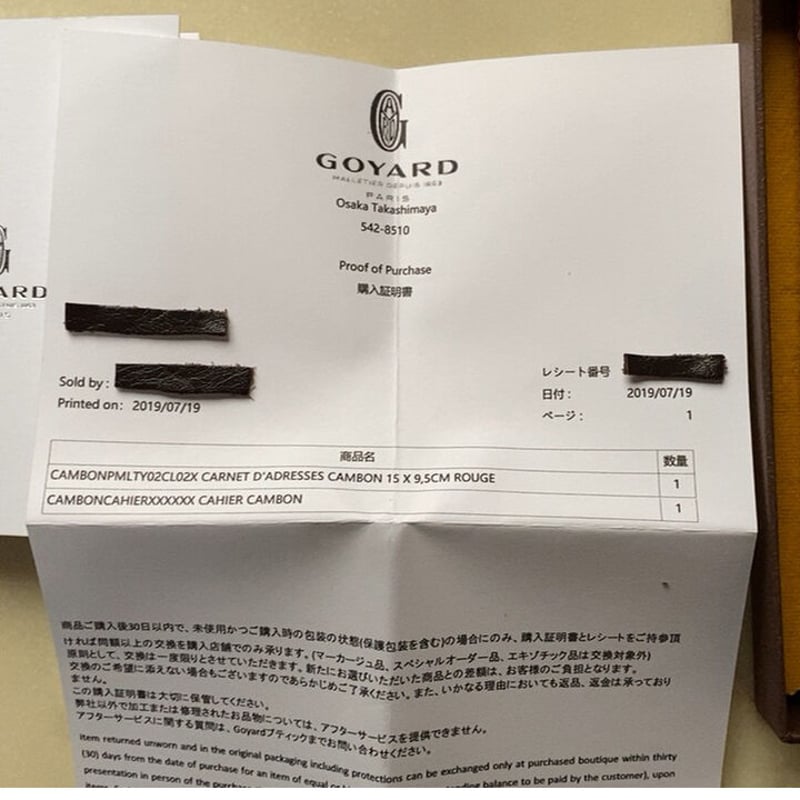 GOYARD
MALLETIER DEPUIS 1853
PARIS
Osaka Takashimaya
542-8510
Proof of Purchase
購入証明書
ARD
Sold by :
Printed on: 2019/07/19
レシート番号
日付: 2019/07/19
ページ: 1
商品名 数量
CAMBONPMLTY02CL02X CARNET D'ADRESSES CAMBON 15 X 9,5CM ROUGE 1
CAMBONCAHIERXXXXXX CAHIER CAMBON 1
商品ご購入後30日以内で、未使用かつご購入時の包装の状態(保護包装を含む)の場合にのみ、購入証明書とレシートをご持参頂
ければ同額以上の交換を購入店舗でのみ承ります。(マーカージュ品、スペシャルオーダー品、エキゾチック品は交換対象外)
原則として、交換は一度限りとさせていただきます。新たにお選びいただいた商品との差額は、お客様のご負担となります。
交換のご希望に添えない場合もございますのであらかじめご了承ください。また、いかなる理由においても返品、返金は承っており
ません。
この購入証明書は大切に保管してください。
弊社以外で加工または修理されたお品物については、アフターサービスを提供できません。
アフターサービスに関する質問は、Goyardブティックまでお問い合わせください。
Item returned unworn and in the original packaging including protections can be exchanged only at purchased boutique within thirty
(30) days from the date of purchase for an item of equal or balance to be paid by the customer), upon
presentation in person of the